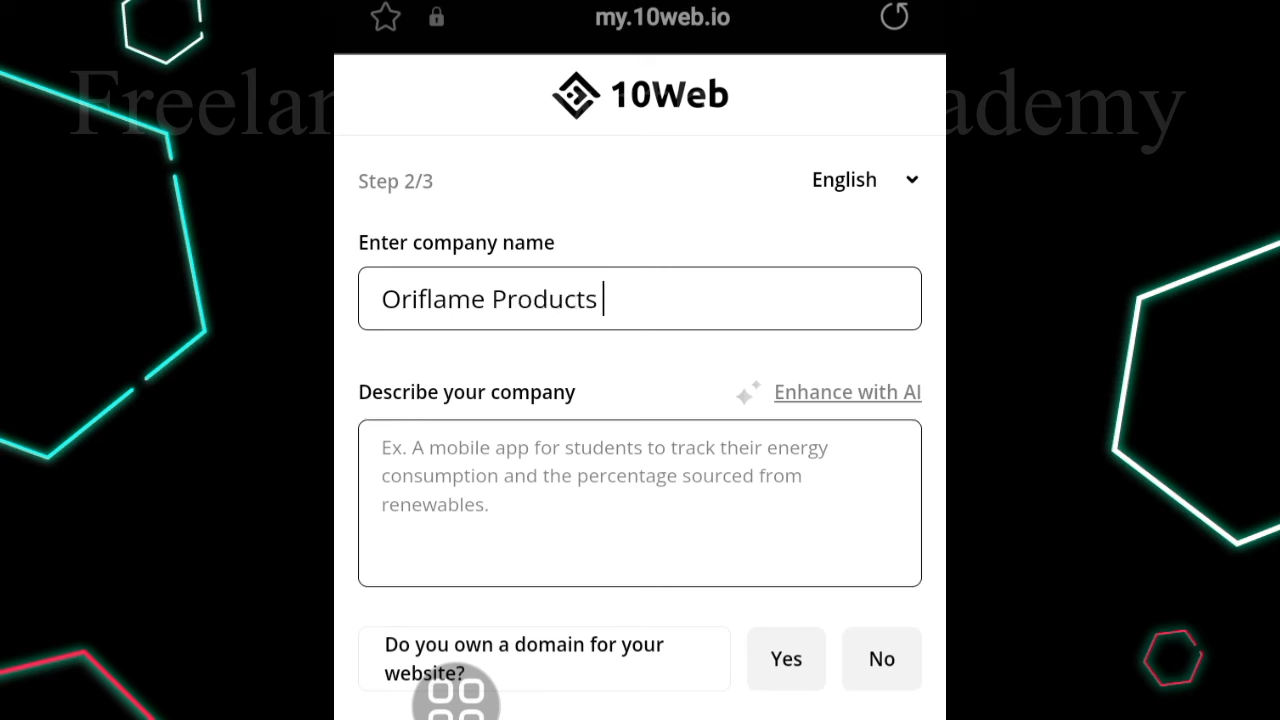 my.10web.io
10Web
Step 2/3
English
Enter company name
Oriflame Products
Describe your company
Enhance with AI
Ex. A mobile app for students to track their energy
consumption and the percentage sourced from
renewables.
Do you own a domain for your
website?
Yes
No